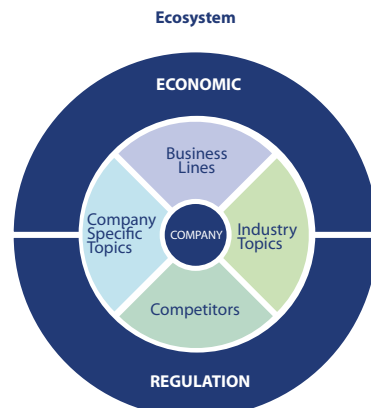 Ecosystem
ECONOMIC
Business
Lines
Company
Specific
Topics
COMPANY
Industry
Topics
Competitors
REGULATION